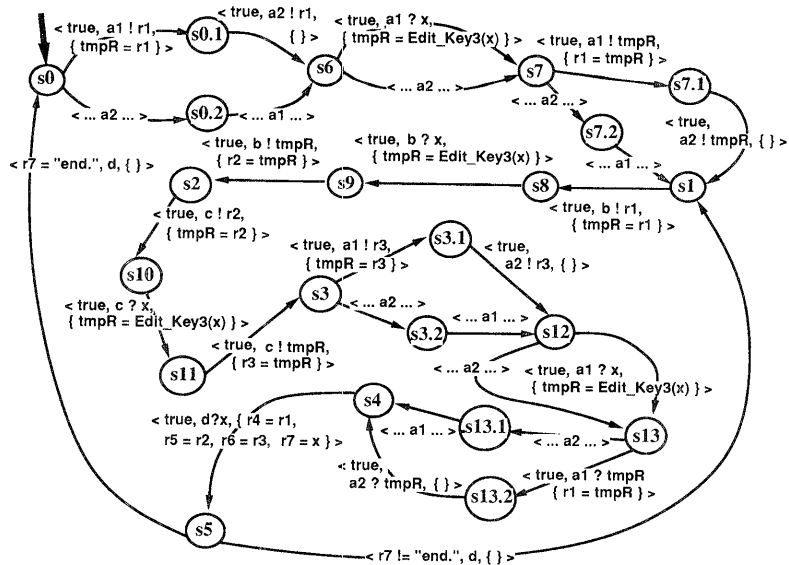 < true, a1 ! r1,
{ tmpR = r1 } >
s0.1
< true, a2 ! r1,
{ } >
< true, a1 ? x,
{ tmpR = Edit_Key3(x) } >
< true, a1 ! tmpR,
{ r1 = tmpR } >
s0
s6
s7
s7.1
< ... a2 ... >
s0.2
< ... a1 ... >
< ... a2 ... >
< ... a2 ... >
s7.2
< true,
a2 ! tmpR, { } >
< ... a1 ... >
< r7 = "end.", d, { } >
< true, b ! tmpR,
{ r2 = tmpR } >
< true, b ? x,
{ tmpR = Edit_Key3(x) } >
s2
s9
s8
s1
< true, b ! r1,
{ tmpR = r1 } >
< true, c ! r2,
{ tmpR = r2 } >
s10
< true, a1 ! r3,
{ tmpR = r3 } >
s3.1
< true,
a2 ! r3, { } >
s3
< ... a2 ... >
s3.2
< ... a1 ... >
s12
< true, c ? x,
{ tmpR = Edit_Key3(x) } >
s11
< true, c ! tmpR,
{ r3 = tmpR } >
< ... a2 ... >
< true, a1 ? x,
{ tmpR = Edit_Key3(x) } >
s4
< true, d?x, { r4 = r1,
r5 = r2, r6 = r3, r7 = x } >
< ... a1 ... >
s13.1
< ... a2 ... >
s13
< true,
a2 ? tmpR, { } >
s13.2
< true, a1 ? tmpR
{ r1 = tmpR } >
s5
< r7 != "end.", d, { } >